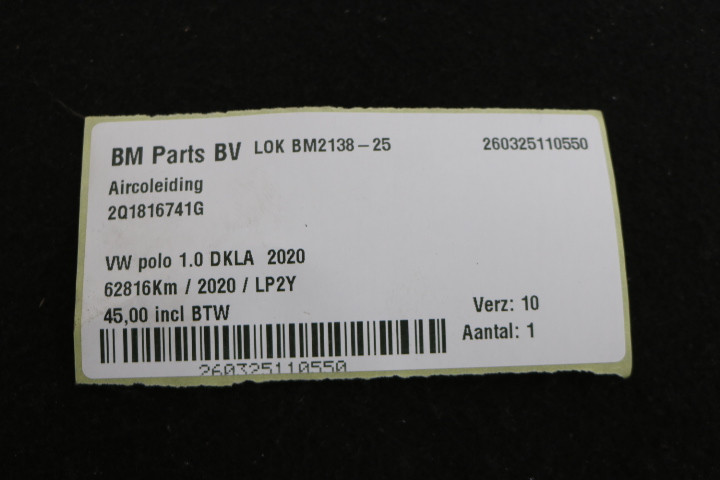 BM Parts BV LOK BM2138-25 260325110550
Aircoleiding
2Q1816741G
VW polo 1.0 DKLA 2020
62816Km / 2020 / LP2Y
45,00 incl BTW
Verz: 10
Aantal: 1
260325110550